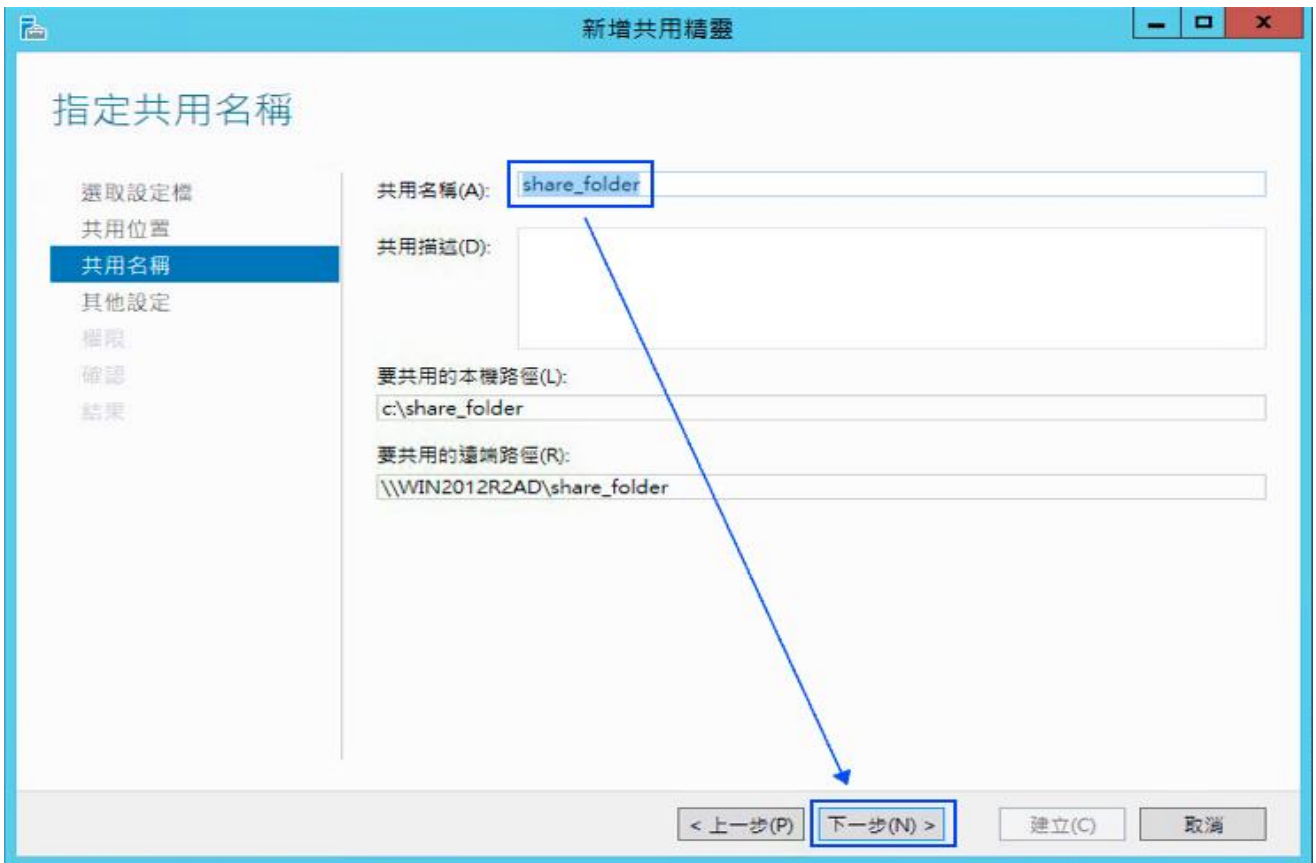 新增共用精靈
指定共用名稱
選取設定檔
共用位置
共用名稱
其他設定
權限
確認
結果
共用名稱(A):
share_folder
共用描述(D):
要共用的本機路徑(L):
c:\share_folder
要共用的遠端路徑(R):
\\WIN2012R2AD\share_folder
< 上一步(P)
下一步(N) >
建立(C)
取消